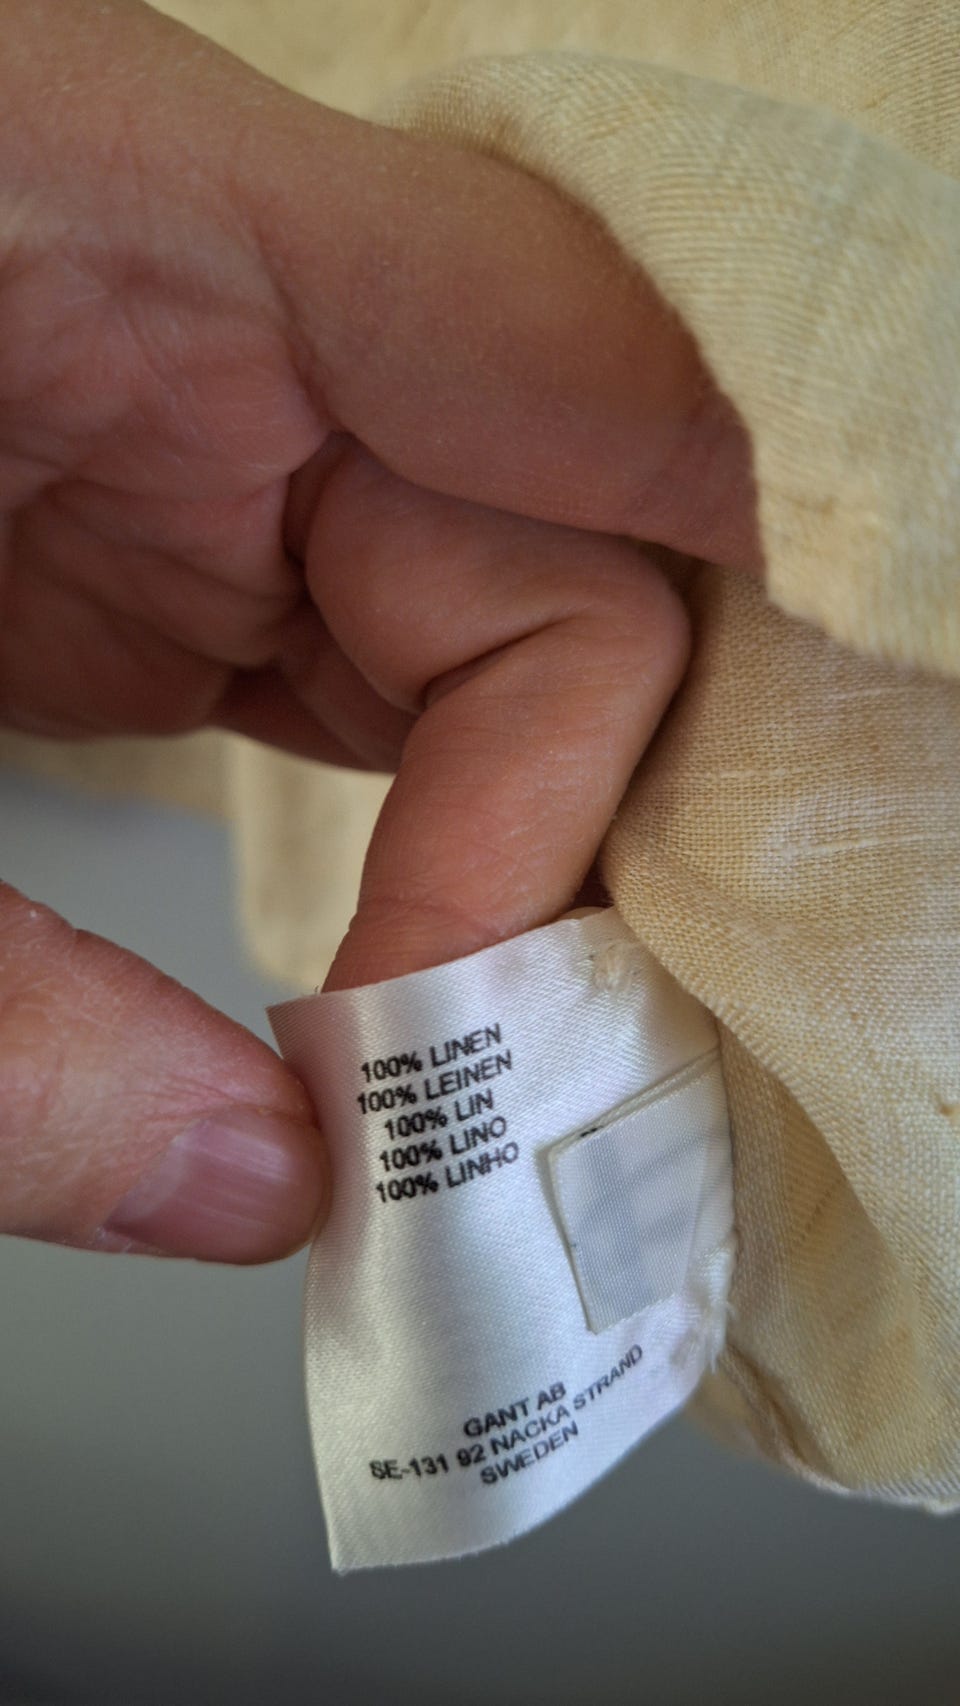 100% LINEN
100% LEINEN
100% LIN
100% LINO
100% LINHO
GANT AB
SE-131 92 NACKA STRAND
SWEDEN